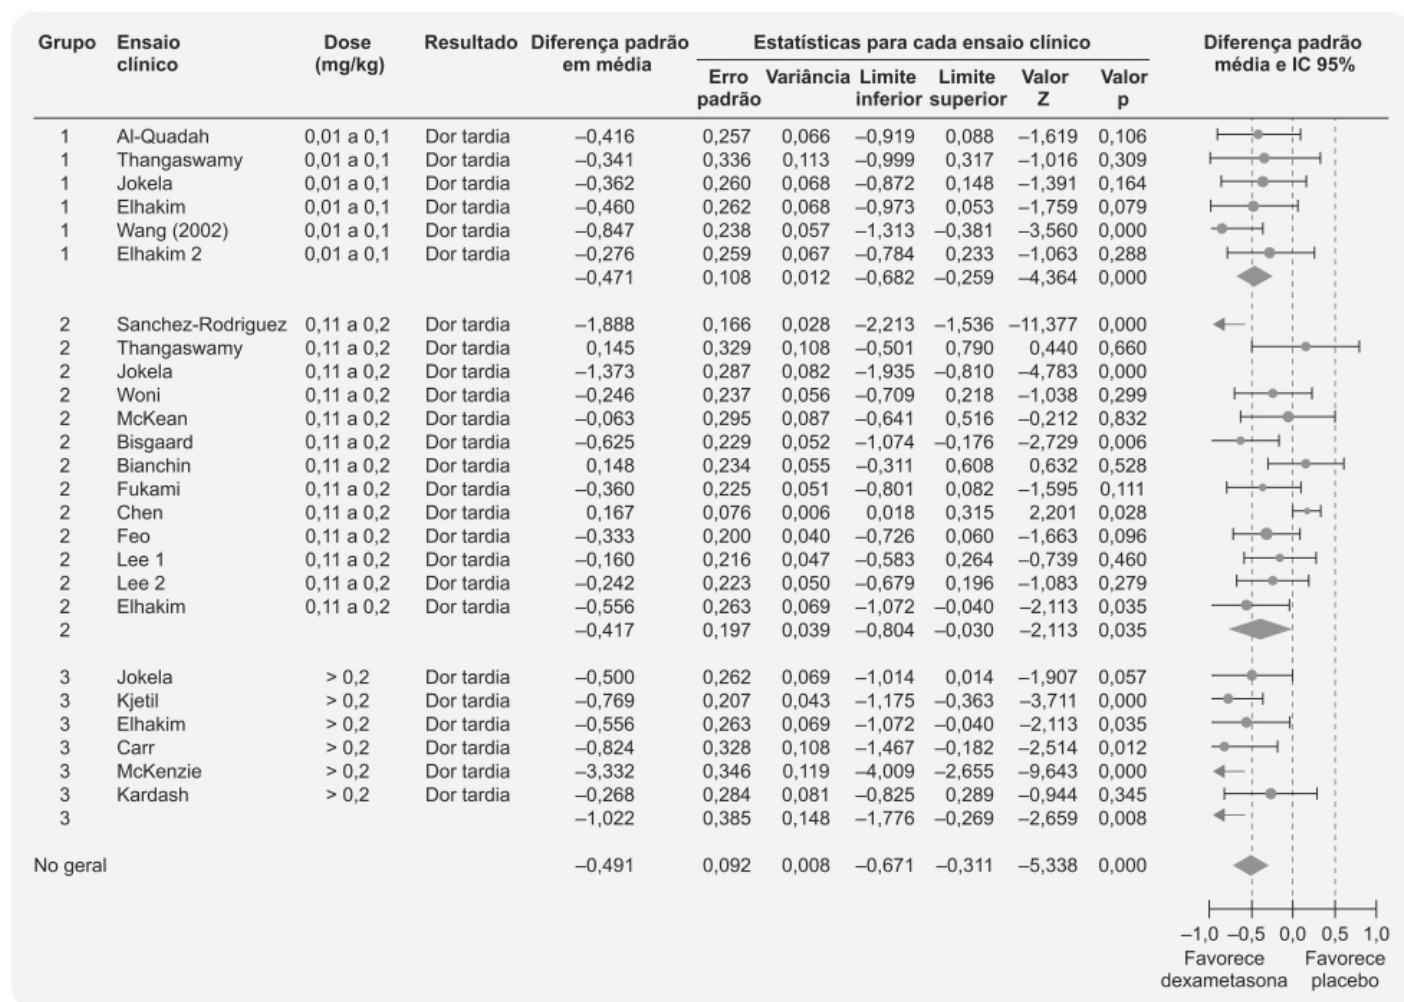 Grupo Ensaio clínico Dose (mg/kg) Resultado Diferença padrão em média Estatísticas para cada ensaio clínico Diferença padrão média e IC 95%
Erro padrão Variância Limite inferior Limite superior Valor Z Valor p
1 Al-Quadah 0,01 a 0,1 Dor tardia –0,416 0,257 0,066 –0,919 0,088 –1,619 0,106
1 Thangaswamy 0,01 a 0,1 Dor tardia –0,341 0,336 0,113 –0,999 0,317 –1,016 0,309
1 Jokela 0,01 a 0,1 Dor tardia –0,362 0,260 0,068 –0,872 0,148 –1,391 0,164
1 Elhakim 0,01 a 0,1 Dor tardia –0,460 0,262 0,068 –0,973 0,053 –1,759 0,079
1 Wang (2002) 0,01 a 0,1 Dor tardia –0,847 0,238 0,057 –1,313 –0,381 –3,560 0,000
1 Elhakim 2 0,01 a 0,1 Dor tardia –0,276 0,259 0,067 –0,784 0,233 –1,063 0,288
–0,471 0,108 0,012 –0,682 –0,259 –4,364 0,000
2 Sanchez-Rodriguez 0,11 a 0,2 Dor tardia –1,888 0,166 0,028 –2,213 –1,536 –11,377 0,000
2 Thangaswamy 0,11 a 0,2 Dor tardia 0,145 0,329 0,108 –0,501 0,790 0,440 0,660
2 Jokela 0,11 a 0,2 Dor tardia –1,373 0,287 0,082 –1,935 –0,810 –4,783 0,000
2 Woni 0,11 a 0,2 Dor tardia –0,246 0,237 0,056 –0,709 0,218 –1,038 0,299
2 McKean 0,11 a 0,2 Dor tardia –0,063 0,295 0,087 –0,641 0,516 –0,212 0,832
2 Bisgaard 0,11 a 0,2 Dor tardia –0,625 0,229 0,052 –1,074 –0,176 –2,729 0,006
2 Bianchin 0,11 a 0,2 Dor tardia 0,148 0,234 0,055 –0,311 0,608 0,632 0,528
2 Fukami 0,11 a 0,2 Dor tardia –0,360 0,225 0,051 –0,801 0,082 –1,595 0,111
2 Chen 0,11 a 0,2 Dor tardia 0,167 0,076 0,006 0,018 0,315 2,201 0,028
2 Feo 0,11 a 0,2 Dor tardia –0,333 0,200 0,040 –0,726 0,060 –1,663 0,096
2 Lee 1 0,11 a 0,2 Dor tardia –0,160 0,216 0,047 –0,583 0,264 –0,739 0,460
2 Lee 2 0,11 a 0,2 Dor tardia –0,242 0,223 0,050 –0,679 0,196 –1,083 0,279
2 Elhakim 0,11 a 0,2 Dor tardia –0,556 0,263 0,069 –1,072 –0,040 –2,113 0,035
2 –0,417 0,197 0,039 –0,804 –0,030 –2,113 0,035
3 Jokela > 0,2 Dor tardia –0,500 0,262 0,069 –1,014 0,014 –1,907 0,057
3 Kjetil > 0,2 Dor tardia –0,769 0,207 0,043 –1,175 –0,363 –3,711 0,000
3 Elhakim > 0,2 Dor tardia –0,556 0,263 0,069 –1,072 –0,040 –2,113 0,035
3 Carr > 0,2 Dor tardia –0,824 0,328 0,108 –1,467 –0,182 –2,514 0,012
3 McKenzie > 0,2 Dor tardia –3,332 0,346 0,119 –4,009 –2,655 –9,643 0,000
3 Kardash > 0,2 Dor tardia –0,268 0,284 0,081 –0,825 0,289 –0,944 0,345
3 –1,022 0,385 0,148 –1,776 –0,269 –2,659 0,008
No geral –0,491 0,092 0,008 –0,671 –0,311 –5,338 0,000
–1,0 –0,5 0,0 0,5 1,0
Favorece dexametasona Favorece placebo